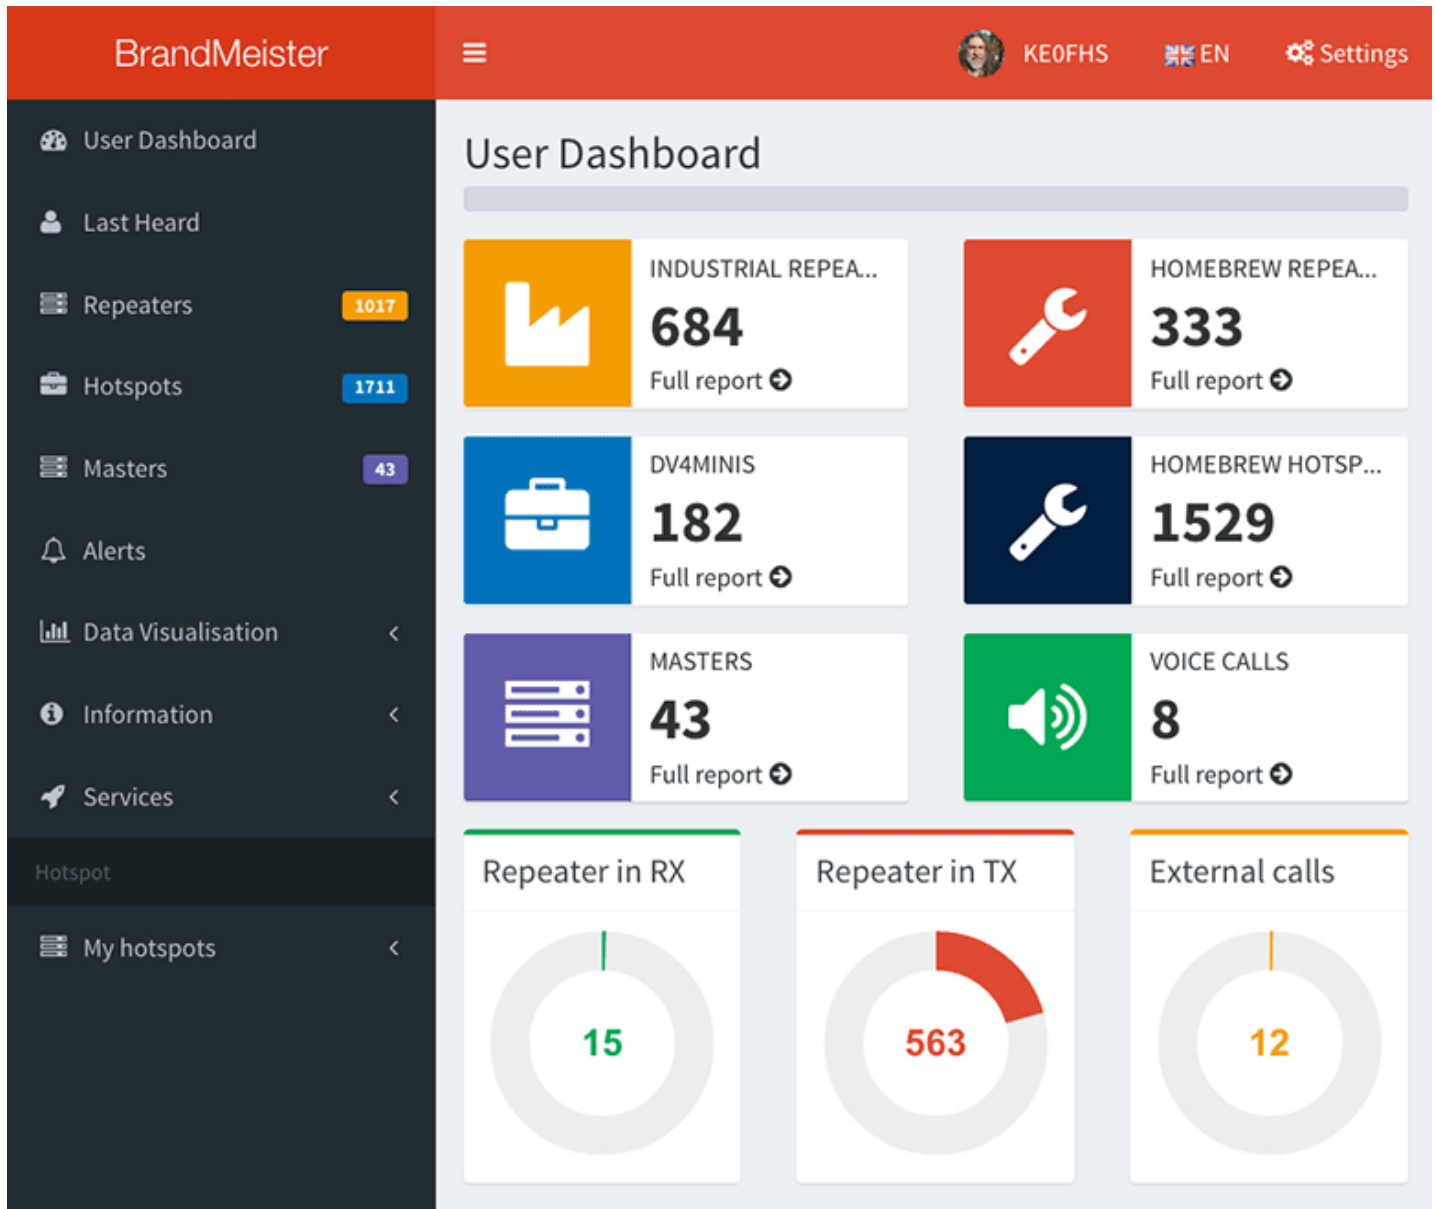 BrandMeister
KE0FHS
EN
Settings
User Dashboard
Last Heard
Repeaters 1017
Hotspots 1711
Masters 43
Alerts
Data Visualisation
Information
Services
Hotspot
My hotspots
User Dashboard
INDUSTRIAL REPEA...
684
Full report
HOMEBREW REPEA...
333
Full report
DV4MINIS
182
Full report
HOMEBREW HOTSP...
1529
Full report
MASTERS
43
Full report
VOICE CALLS
8
Full report
Repeater in RX
15
Repeater in TX
563
External calls
12